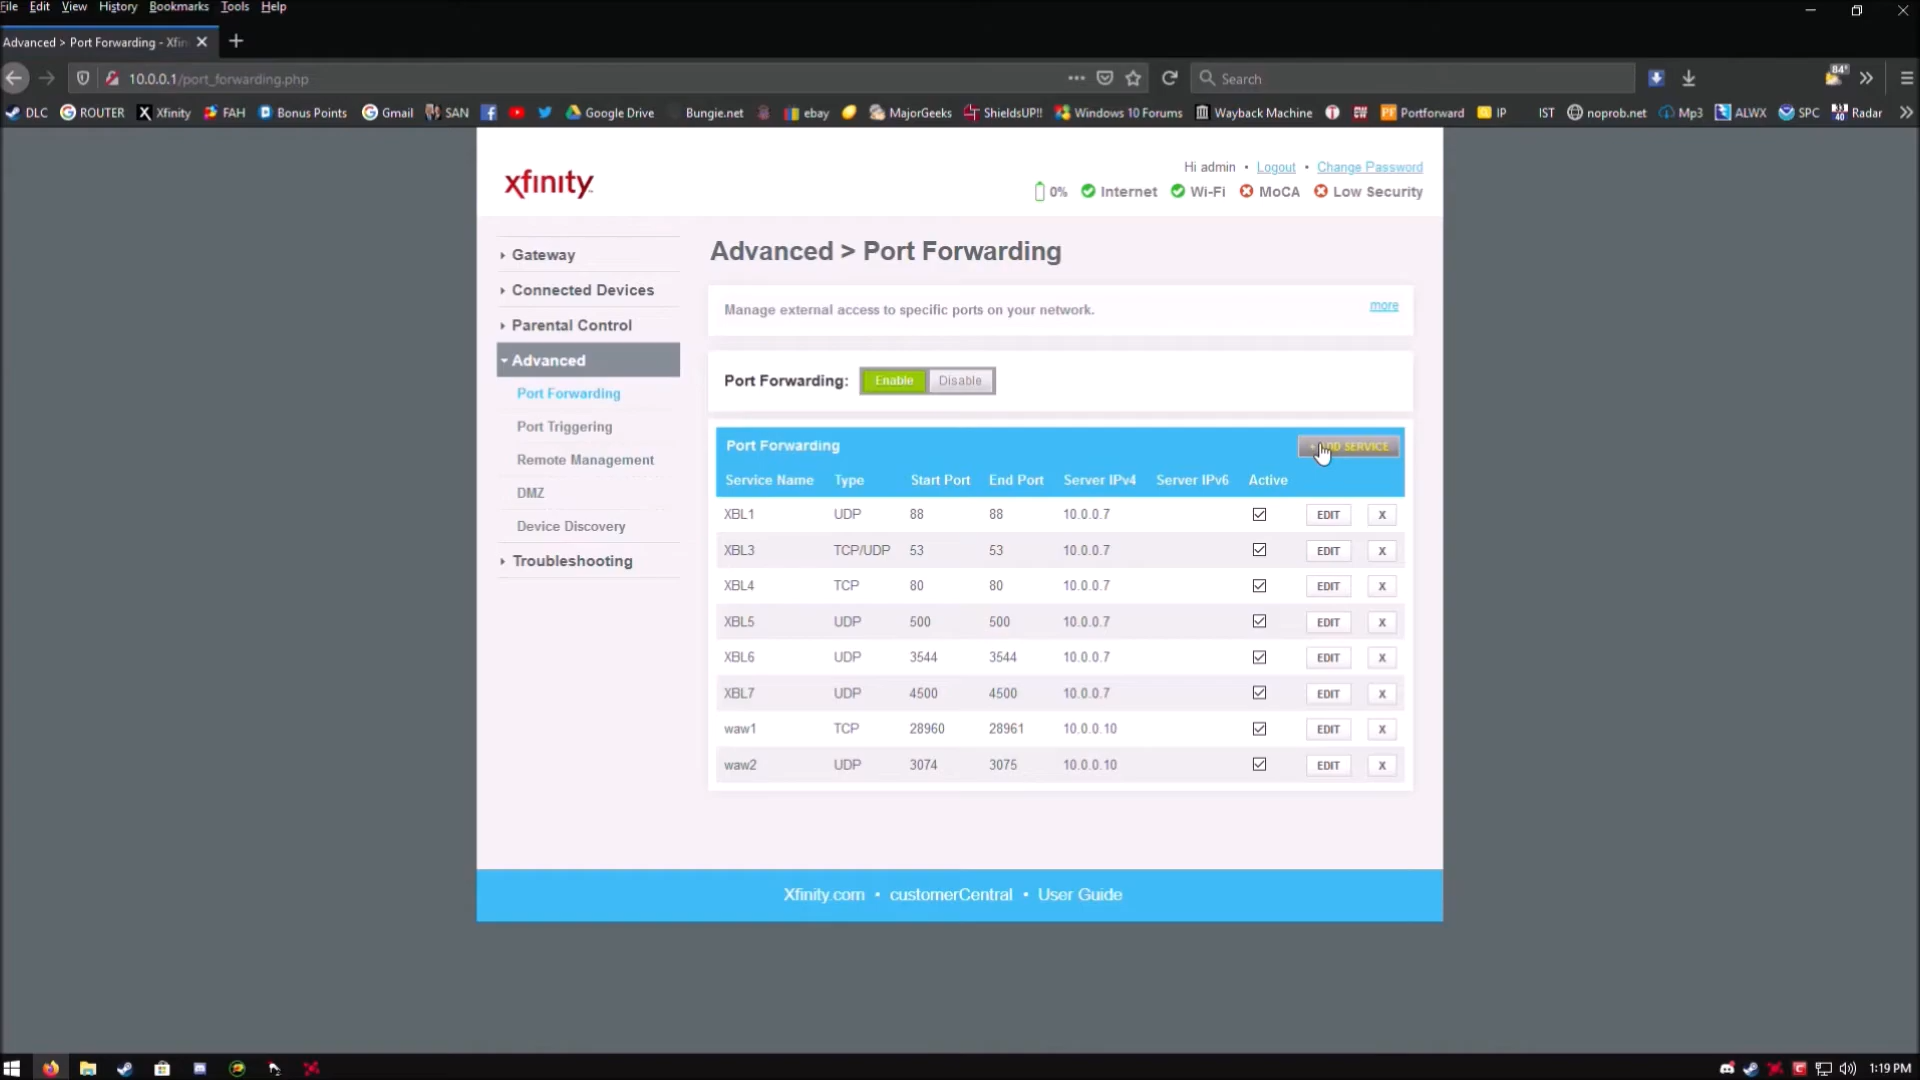 File Edit View History Bookmarks Tools Help
Advanced > Port Forwarding - Xfin
10.0.0.1/port_forwarding.php
Search
84°
DLC ROUTER Xfinity FAH Bonus Points Gmail SAN Google Drive Bungie.net ebay MajorGeeks ShieldsUP!! Windows 10 Forums Wayback Machine Portforward IP IST noprob.net Mp3 ALWX SPC Radar
xfinity
Hi admin • Logout • Change Password
0% Internet Wi-Fi MoCA Low Security
Gateway
Connected Devices
Parental Control
Advanced
Port Forwarding
Port Triggering
Remote Management
DMZ
Device Discovery
Troubleshooting
Advanced > Port Forwarding
Manage external access to specific ports on your network.
more
Port Forwarding: Enable Disable
Port Forwarding
SERVICE
Service Name Type Start Port End Port Server IPv4 Server IPv6 Active
XBL1 UDP 88 88 10.0.0.7 EDIT X
XBL3 TCP/UDP 53 53 10.0.0.7 EDIT X
XBL4 TCP 80 80 10.0.0.7 EDIT X
XBL5 UDP 500 500 10.0.0.7 EDIT X
XBL6 UDP 3544 3544 10.0.0.7 EDIT X
XBL7 UDP 4500 4500 10.0.0.7 EDIT X
waw1 TCP 28960 28961 10.0.0.10 EDIT X
waw2 UDP 3074 3075 10.0.0.10 EDIT X
Xfinity.com • customerCentral • User Guide
1:19 PM